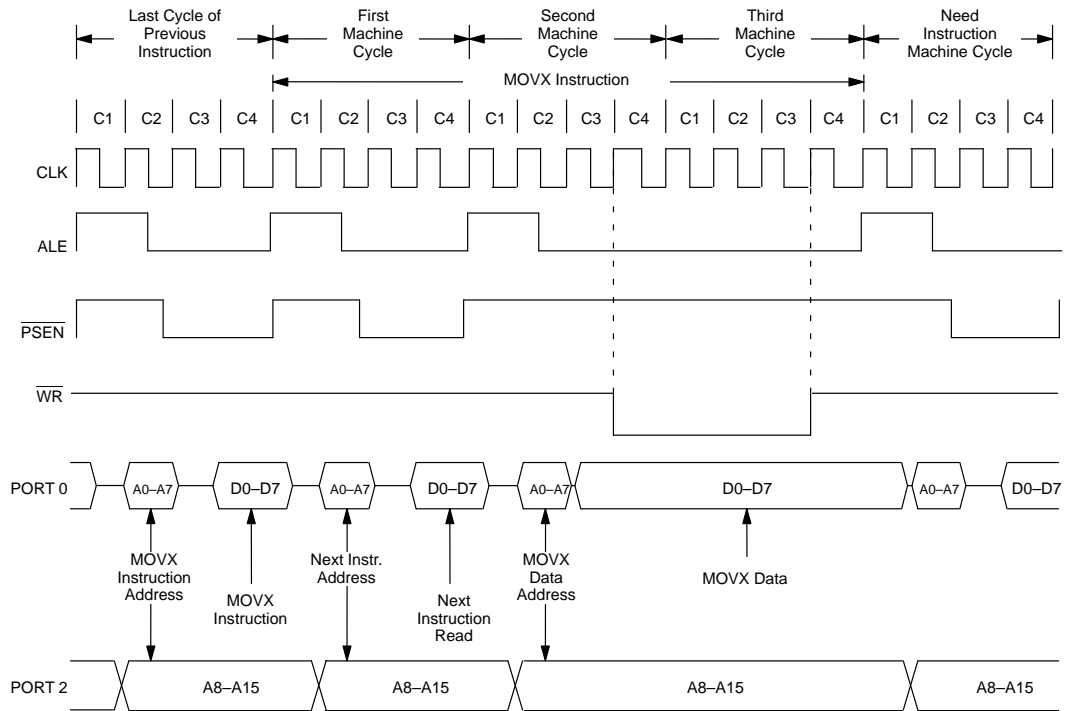 Last Cycle of
Previous
Instruction
First
Machine
Cycle
Second
Machine
Cycle
Third
Machine
Cycle
Need
Instruction
Machine Cycle
MOVX Instruction
C1 C2 C3 C4 C1 C2 C3 C4 C1 C2 C3 C4 C1 C2 C3 C4 C1 C2 C3 C4
CLK
ALE
PSEN
WR
PORT 0 A0–A7 D0–D7 A0–A7 D0–D7 A0–A7 D0–D7 A0–A7 D0–D7
MOVX
Instruction
Address
MOVX
Instruction
Next Instr.
Address
Next
Instruction
Read
MOVX
Data
Address
MOVX Data
PORT 2 A8–A15 A8–A15 A8–A15 A8–A15